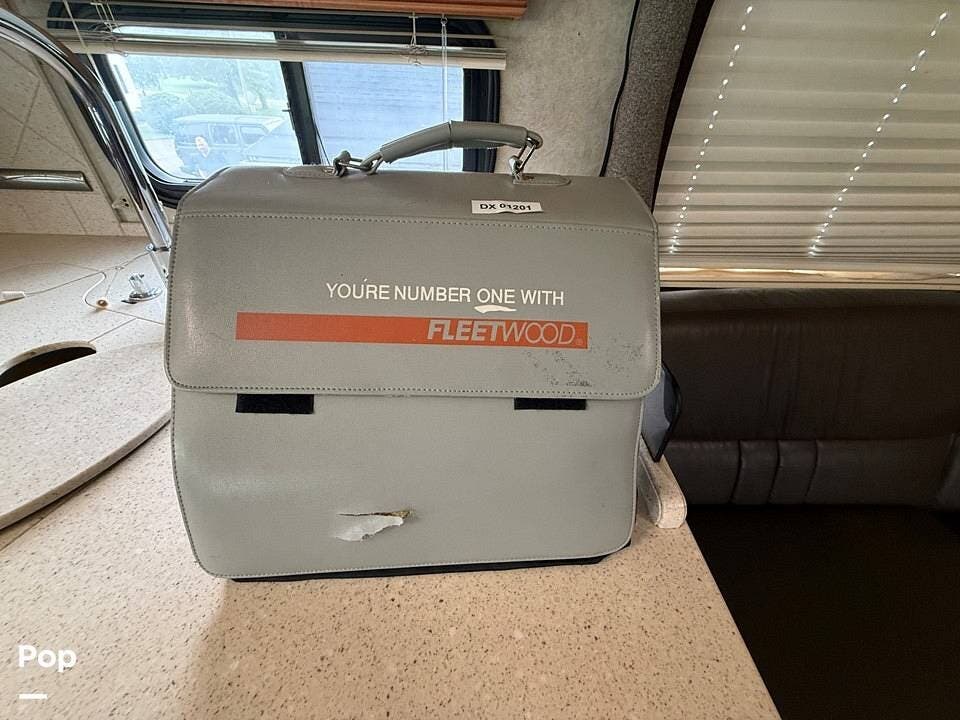 DX 01201
YOU'RE NUMBER ONE WITH
FLEETWOOD®
Pop